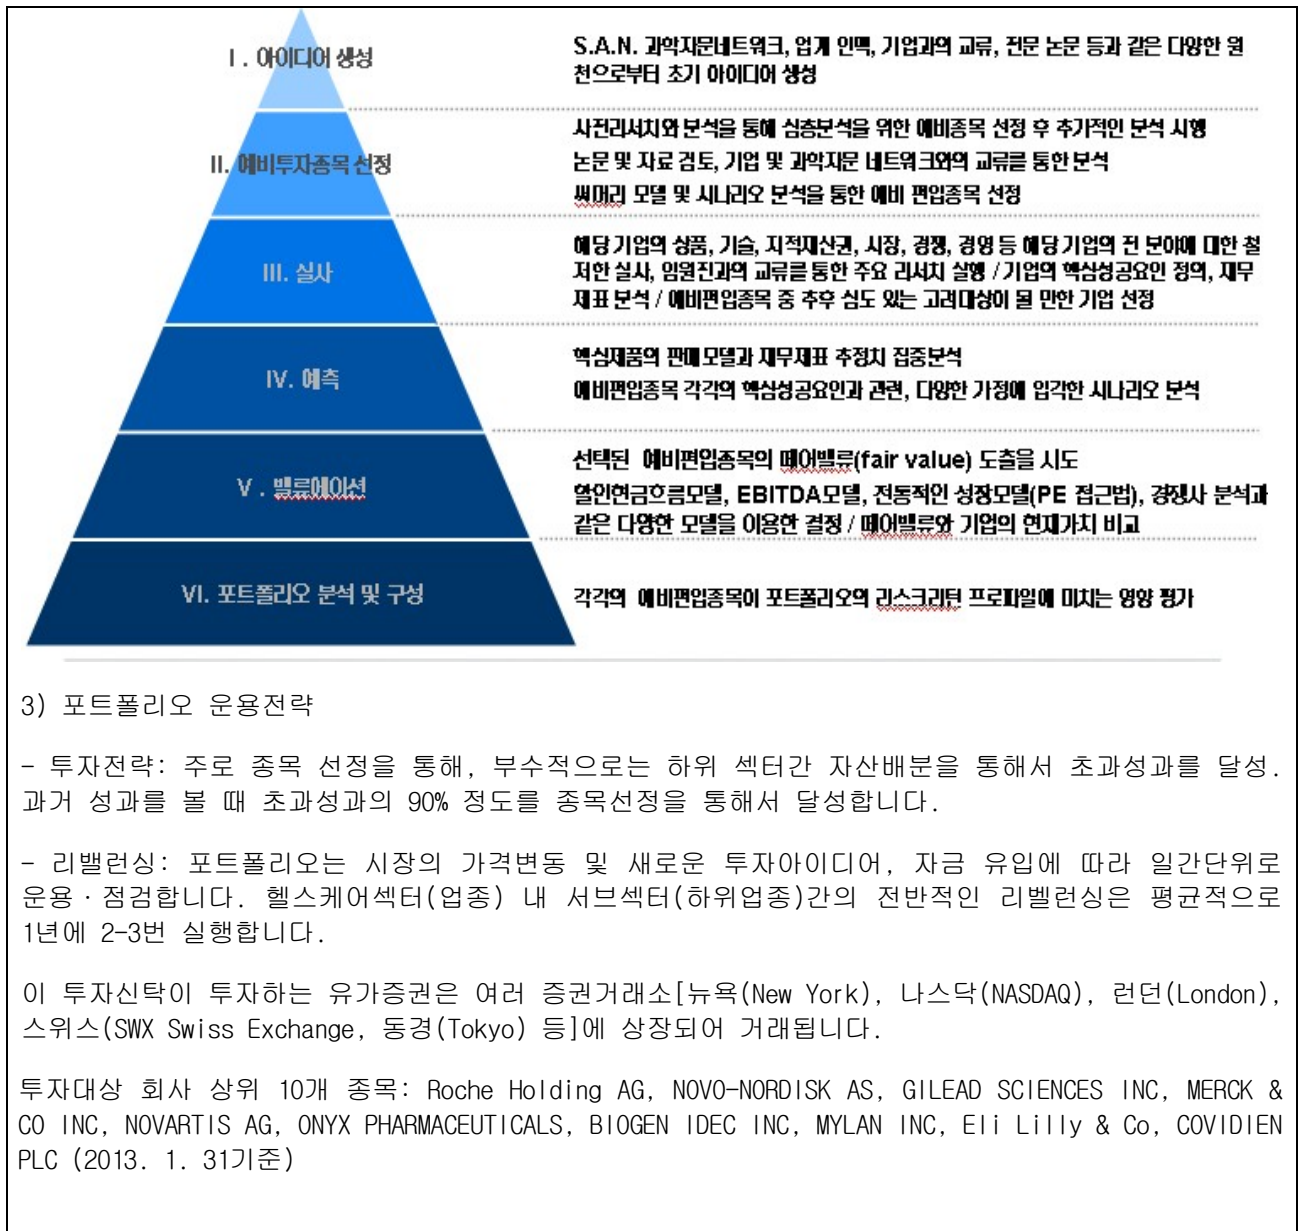 I . 아이디어 생성
S.A.N. 과학자문네트워크, 업계 인맥, 기업과의 교류, 전문 논문 등과 같은 다양한 원
천으로부터 초기 아이디어 생성
II. 예비투자종목 선정
사전리서치와 분석을 통해 심층분석을 위한 예비종목 선정 후 추가적인 분석 시행
논문 및 자료 검토, 기업 및 과학자문 네트워크와의 교류를 통한 분석
써머리 모델 및 시나리오 분석을 통한 예비 편입종목 선정
III. 실사
해당 기업의 상품, 기술, 지적재산권, 시장, 경쟁, 경영 등 해당 기업의 전 분야에 대한 철
저한 실사, 임원진과의 교류를 통한 주요 리서치 실행 / 기업의 핵심성공요인 정의, 재무
재표 분석 / 예비편입종목 중 추후 심도 있는 고려대상이 될 만한 기업 선정
IV. 예측
핵심제품의 판매모델과 재무재표 추정치 집중분석
예비편입종목 각각의 핵심성공요인과 관련, 다양한 가정에 입각한 시나리오 분석
V . 밸류에이션
선택된 예비편입종목의 페어밸류(fair value) 도출을 시도
할인현금흐름모델, EBITDA모델, 전통적인 성장모델(PE 접근법), 경쟁사 분석과
같은 다양한 모델을 이용한 결정 / 페어밸류와 기업의 현재가치 비교
VI. 포트폴리오 분석 및 구성
각각의 예비편입종목이 포트폴리오의 리스크리턴 프로파일에 미치는 영향 평가
3) 포트폴리오 운용전략
- 투자전략: 주로 종목 선정을 통해, 부수적으로는 하위 섹터간 자산배분을 통해서 초과성과를 달성.
과거 성과를 볼 때 초과성과의 90% 정도를 종목선정을 통해서 달성합니다.
- 리밸런싱: 포트폴리오는 시장의 가격변동 및 새로운 투자아이디어, 자금 유입에 따라 일간단위로
운용·점검합니다. 헬스케어섹터(업종) 내 서브섹터(하위업종)간의 전반적인 리벨런싱은 평균적으로
1년에 2-3번 실행합니다.
이 투자신탁이 투자하는 유가증권은 여러 증권거래소[뉴욕(New York), 나스닥(NASDAQ), 런던(London),
스위스(SWX Swiss Exchange, 동경(Tokyo) 등]에 상장되어 거래됩니다.
투자대상 회사 상위 10개 종목: Roche Holding AG, NOVO-NORDISK AS, GILEAD SCIENCES INC, MERCK &
CO INC, NOVARTIS AG, ONYX PHARMACEUTICALS, BIOGEN IDEC INC, MYLAN INC, Eli Lilly & Co, COVIDIEN
PLC (2013. 1. 31기준)